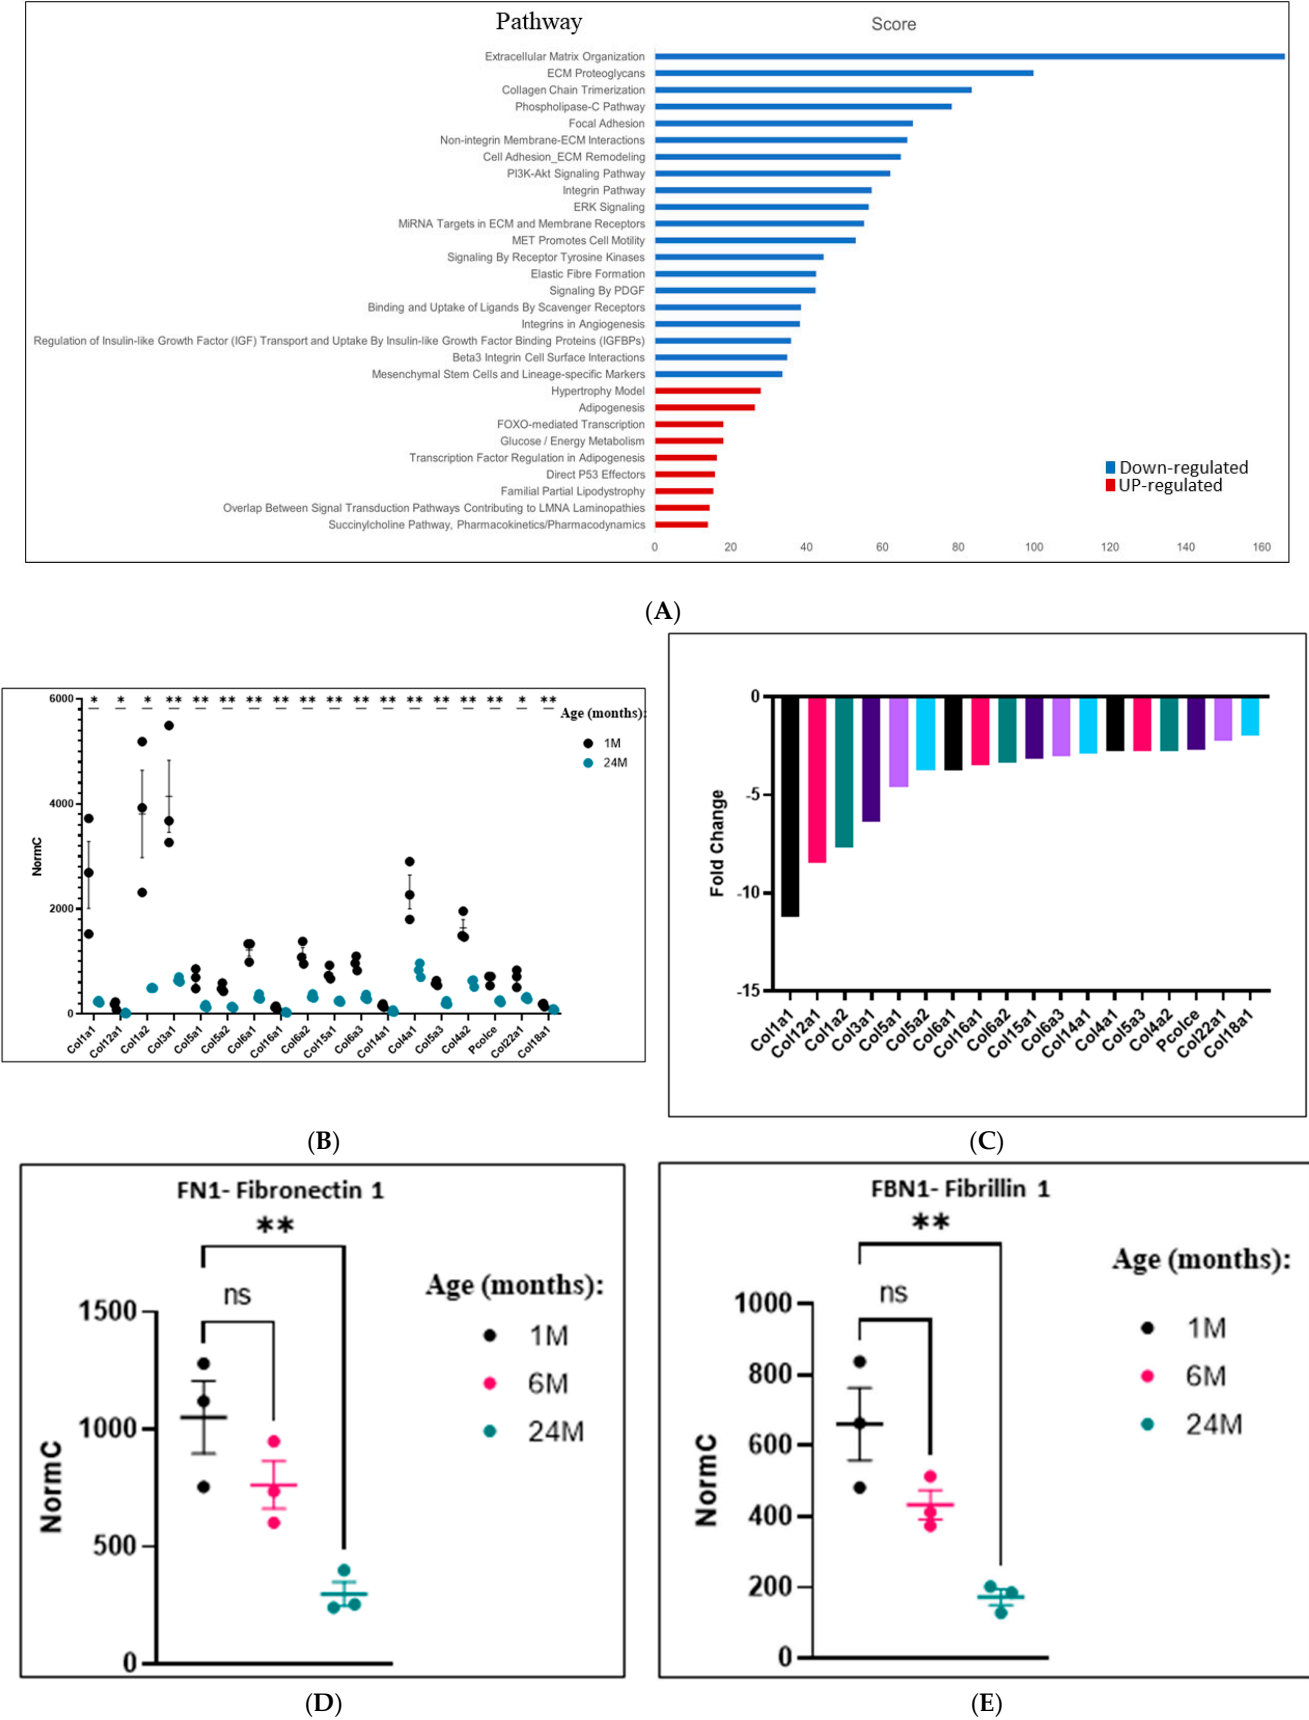 Pathway Score
Extracellular Matrix Organization
ECM Proteoglycans
Collagen Chain Trimerization
Phospholipase-C Pathway
Focal Adhesion
Non-integrin Membrane-ECM Interactions
Cell Adhesion_ECM Remodeling
PI3K-Akt Signaling Pathway
Integrin Pathway
ERK Signaling
MiRNA Targets in ECM and Membrane Receptors
MET Promotes Cell Motility
Signaling By Receptor Tyrosine Kinases
Elastic Fibre Formation
Signaling By PDGF
Binding and Uptake of Ligands By Scavenger Receptors
Integrins in Angiogenesis
Regulation of Insulin-like Growth Factor (IGF) Transport and Uptake By Insulin-like Growth Factor Binding Proteins (IGFBPs)
Beta3 Integrin Cell Surface Interactions
Mesenchymal Stem Cells and Lineage-specific Markers
Hypertrophy Model
Adipogenesis
FOXO-mediated Transcription
Glucose / Energy Metabolism
Transcription Factor Regulation in Adipogenesis
Direct P53 Effectors
Familial Partial Lipodystrophy
Overlap Between Signal Transduction Pathways Contributing to LMNA Laminopathies
Succinylcholine Pathway, Pharmacokinetics/Pharmacodynamics
Down-regulated
UP-regulated
0 20 40 60 80 100 120 140 160
(A)
* * * ** ** ** ** ** ** ** ** ** ** ** ** ** * **
Age (months):
1M
24M
NormC
6000
4000
2000
0
Col1a1 Col12a1 Col1a2 Col3a1 Col5a1 Col5a2 Col6a1 Col16a1 Col6a2 Col15a1 Col6a3 Col14a1 Col4a1 Col5a3 Col4a2 Pcolce Col22a1 Col18a1
(B)
Fold Change
0
-5
-10
-15
Col1a1 Col12a1 Col1a2 Col3a1 Col5a1 Col5a2 Col6a1 Col16a1 Col6a2 Col15a1 Col6a3 Col14a1 Col4a1 Col5a3 Col4a2 Pcolce Col22a1 Col18a1
(C)
FN1- Fibronectin 1
**
ns
Age (months):
1M
6M
24M
NormC
1500
1000
500
0
(D)
FBN1- Fibrillin 1
**
ns
Age (months):
1M
6M
24M
NormC
1000
800
600
400
200
0
(E)